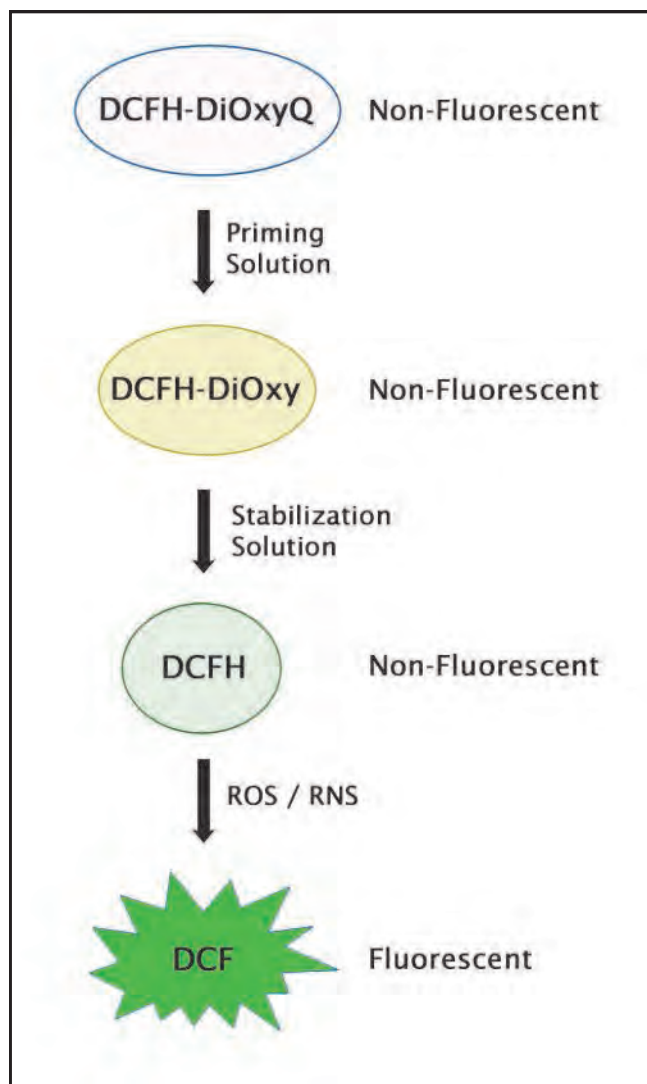 DCFH-DiOxyQ Non-Fluorescent
Priming
Solution
DCFH-DiOxy Non-Fluorescent
Stabilization
Solution
DCFH Non-Fluorescent
ROS / RNS
DCF Fluorescent